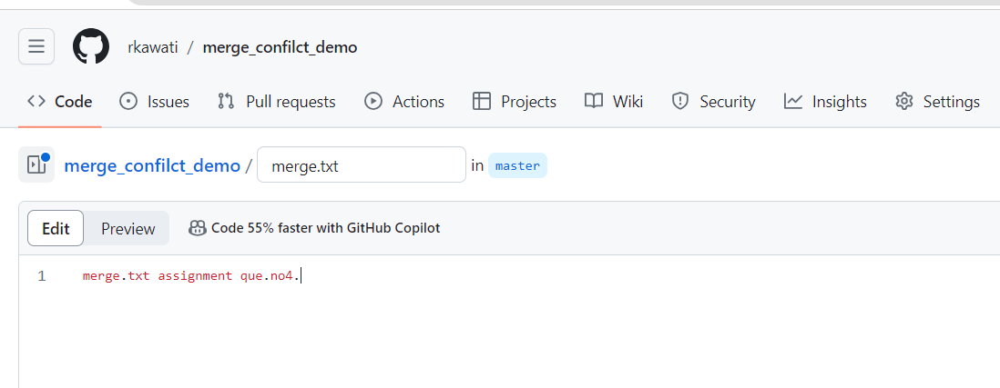 rkawati / merge_confilct_demo
Code Issues Pull requests Actions Projects Wiki Security Insights Settings
merge_confilct_demo / merge.txt in master
Edit Preview Code 55% faster with GitHub Copilot
1 merge.txt assignment que.no4.